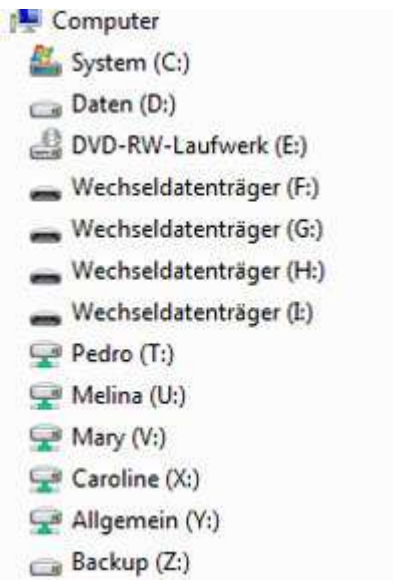 Computer
System (C:)
Daten (D:)
DVD-RW-Laufwerk (E:)
Wechseldatenträger (F:)
Wechseldatenträger (G:)
Wechseldatenträger (H:)
Wechseldatenträger (I:)
Pedro (T:)
Melina (U:)
Mary (V:)
Caroline (X:)
Allgemein (Y:)
Backup (Z:)